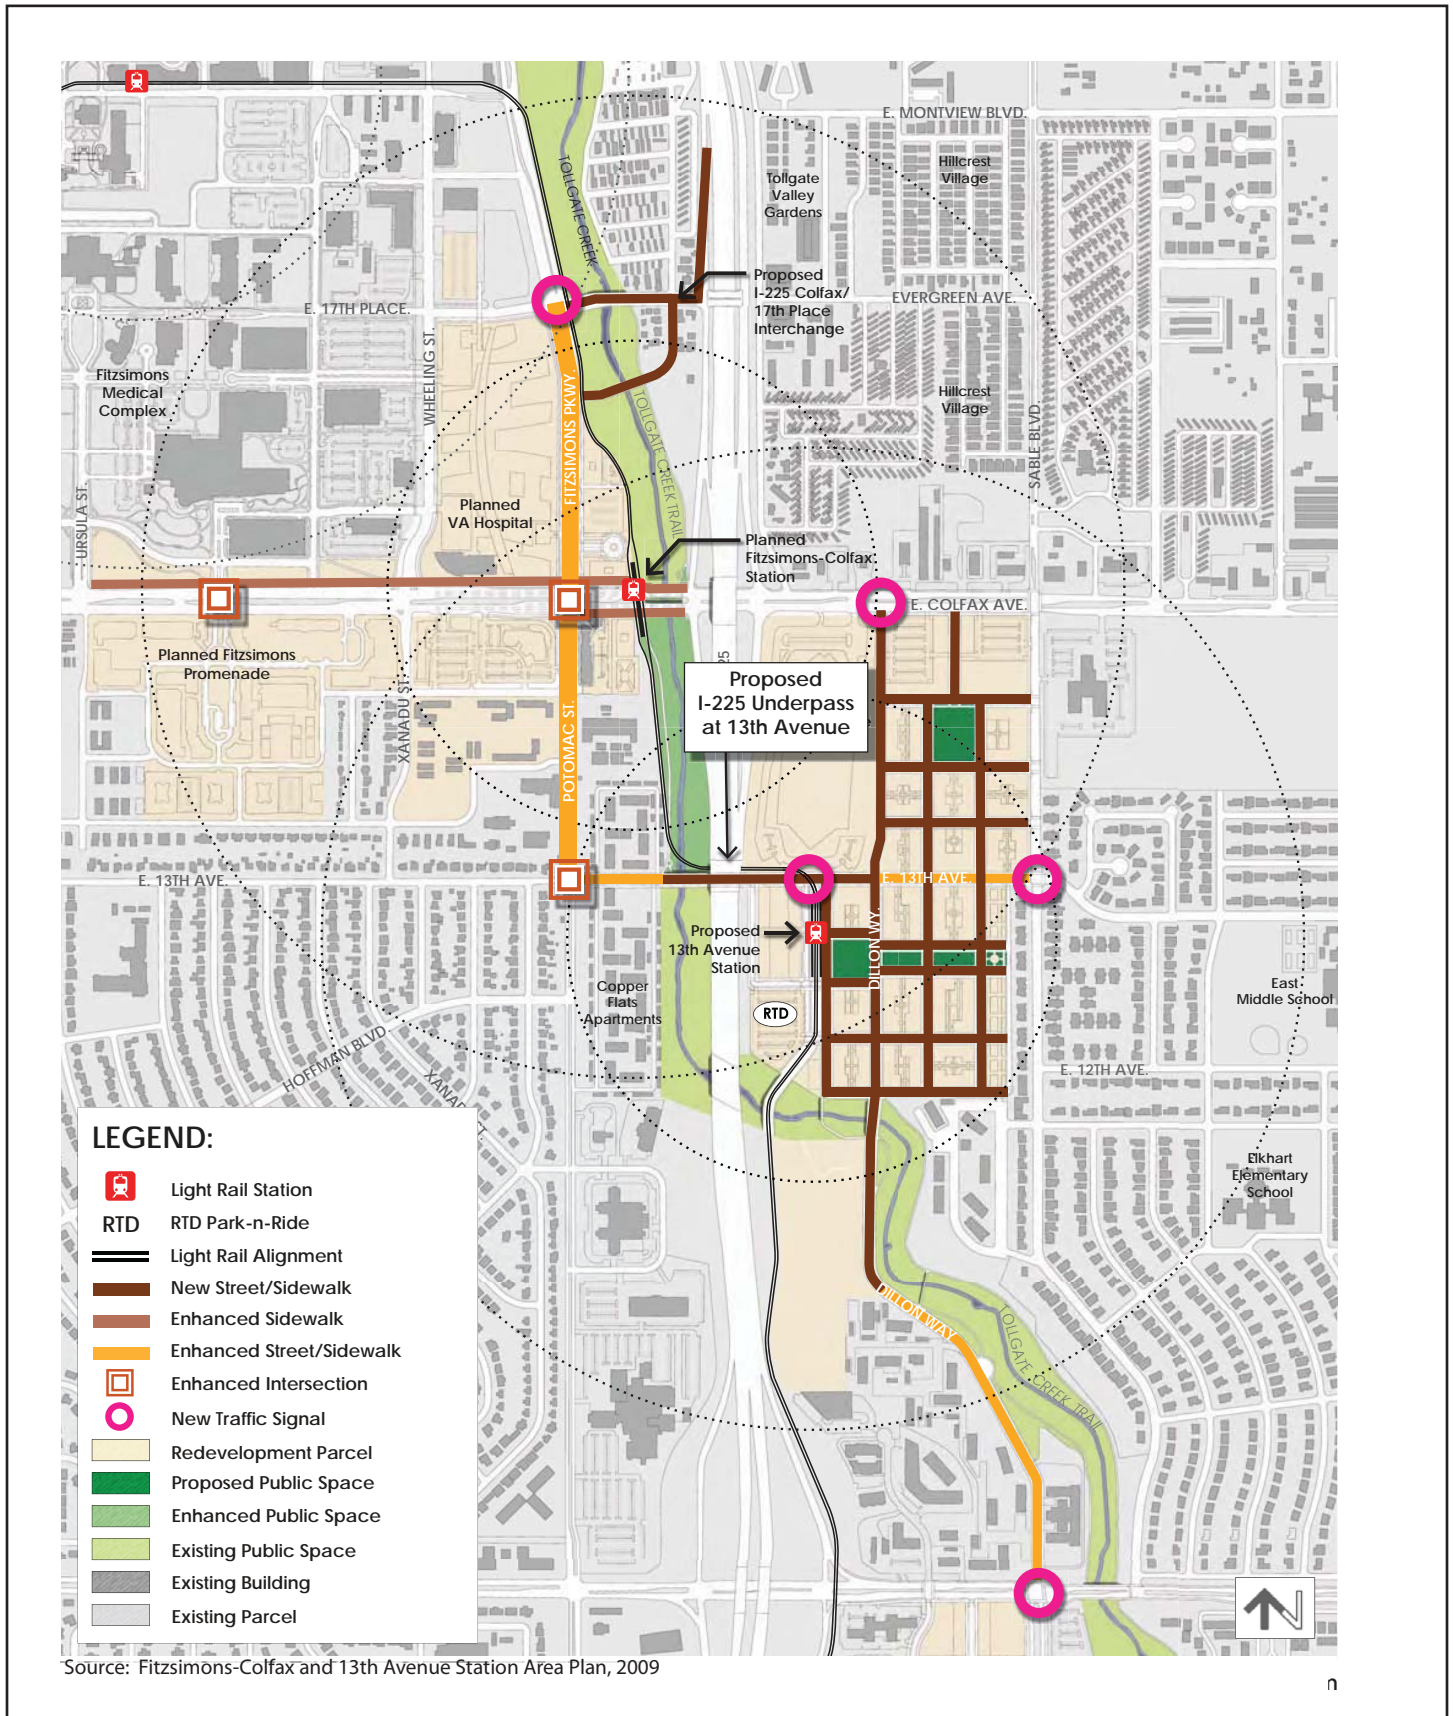 E. MONTVIEW BLVD.
Hillcrest
Village
Tollgate
Valley
Gardens
TOLLGATE CREEK
Proposed
I-225 Colfax/
17th Place
Interchange
EVERGREEN AVE.
E. 17TH PLACE.
WHEELING ST.
Fitzsimons
Medical
Complex
FITZSIMONS PKWY.
TOLLGATE CREEK TRAIL
Hillcrest
Village
SABLE BLVD.
URSULA ST.
Planned
VA Hospital
Planned
Fitzsimons-Colfax
Station
E. COLFAX AVE.
Planned Fitzsimons
Promenade
XANADU ST.
POTOMAC ST.
25
Proposed
I-225 Underpass
at 13th Avenue
E. 13TH AVE.
E. 13TH AVE.
DILLON WY.
Proposed
13th Avenue
Station
Copper
Flats
Apartments
RTD
East
Middle School
HOFFMAN BLVD
E. 12TH AVE.
Elkhart
Elementary
School
DILLON WAY
TOLLGATE CREEK TRAIL
LEGEND:
Light Rail Station
RTD RTD Park-n-Ride
Light Rail Alignment
New Street/Sidewalk
Enhanced Sidewalk
Enhanced Street/Sidewalk
Enhanced Intersection
New Traffic Signal
Redevelopment Parcel
Proposed Public Space
Enhanced Public Space
Existing Public Space
Existing Building
Existing Parcel
N
Source: Fitzsimons-Colfax and 13th Avenue Station Area Plan, 2009